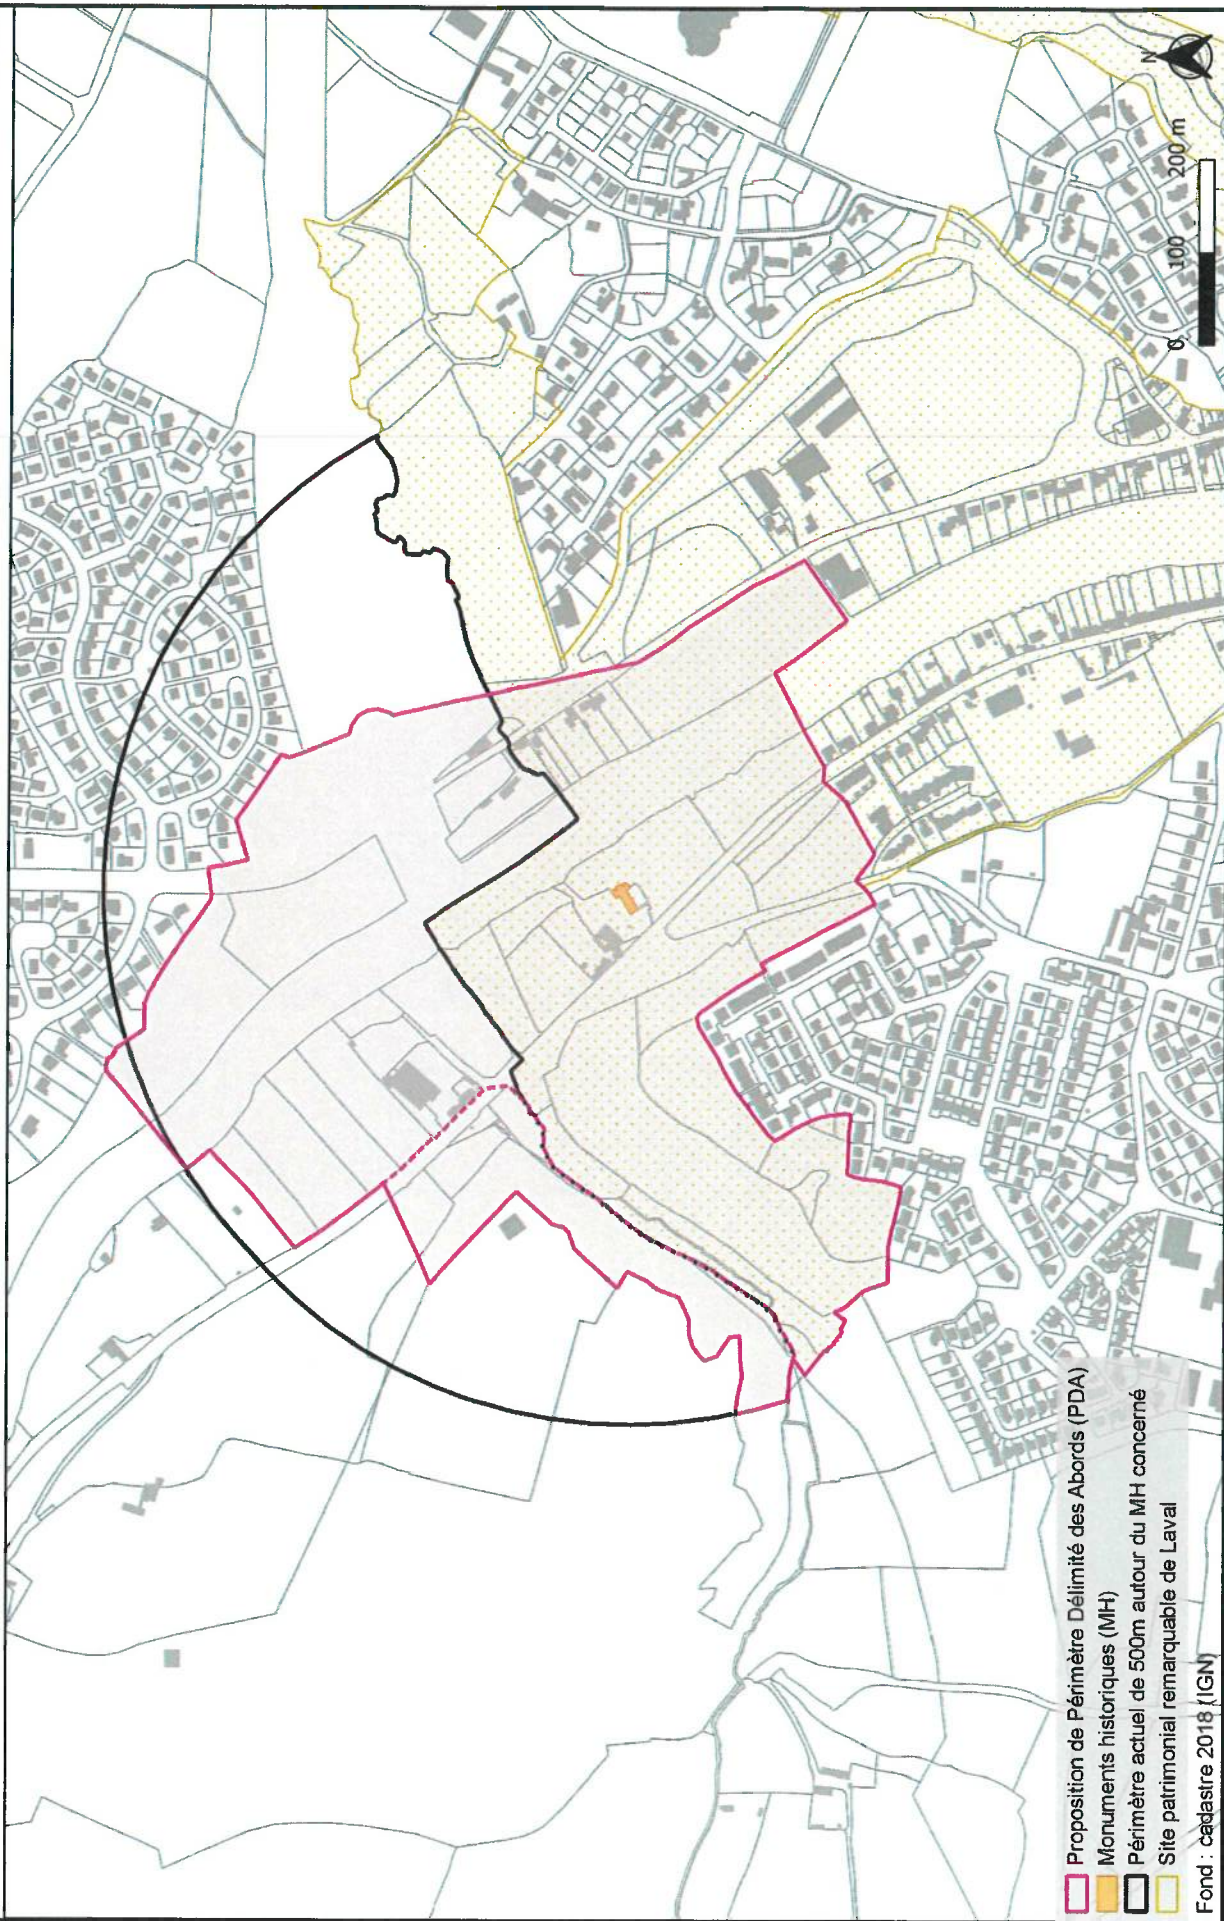 N
0 100 200 m
Proposition de Périmètre Délimité des Abords (PDA)
Monuments historiques (MH)
Périmètre actuel de 500m autour du MH concerné
Site patrimonial remarquable de Laval
Fond : cadastre 2018 (IGN)